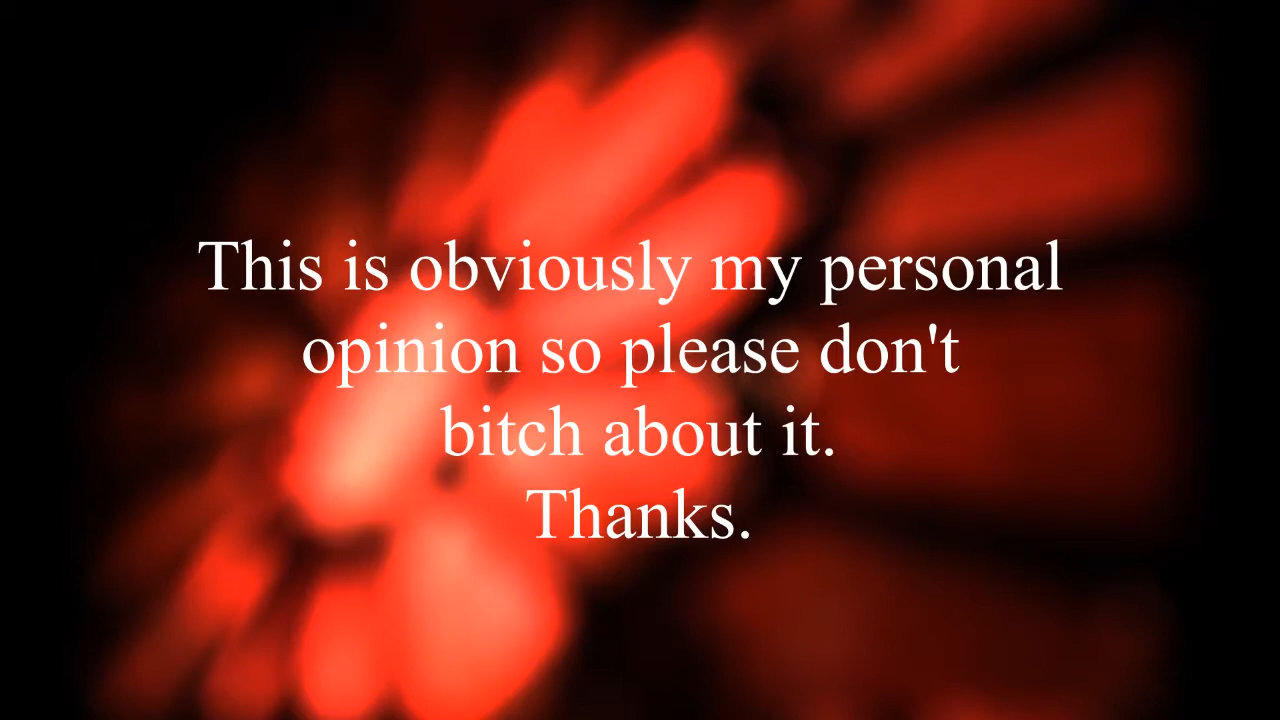 This is obviously my personal
opinion so please don't
bitch about it.
Thanks.